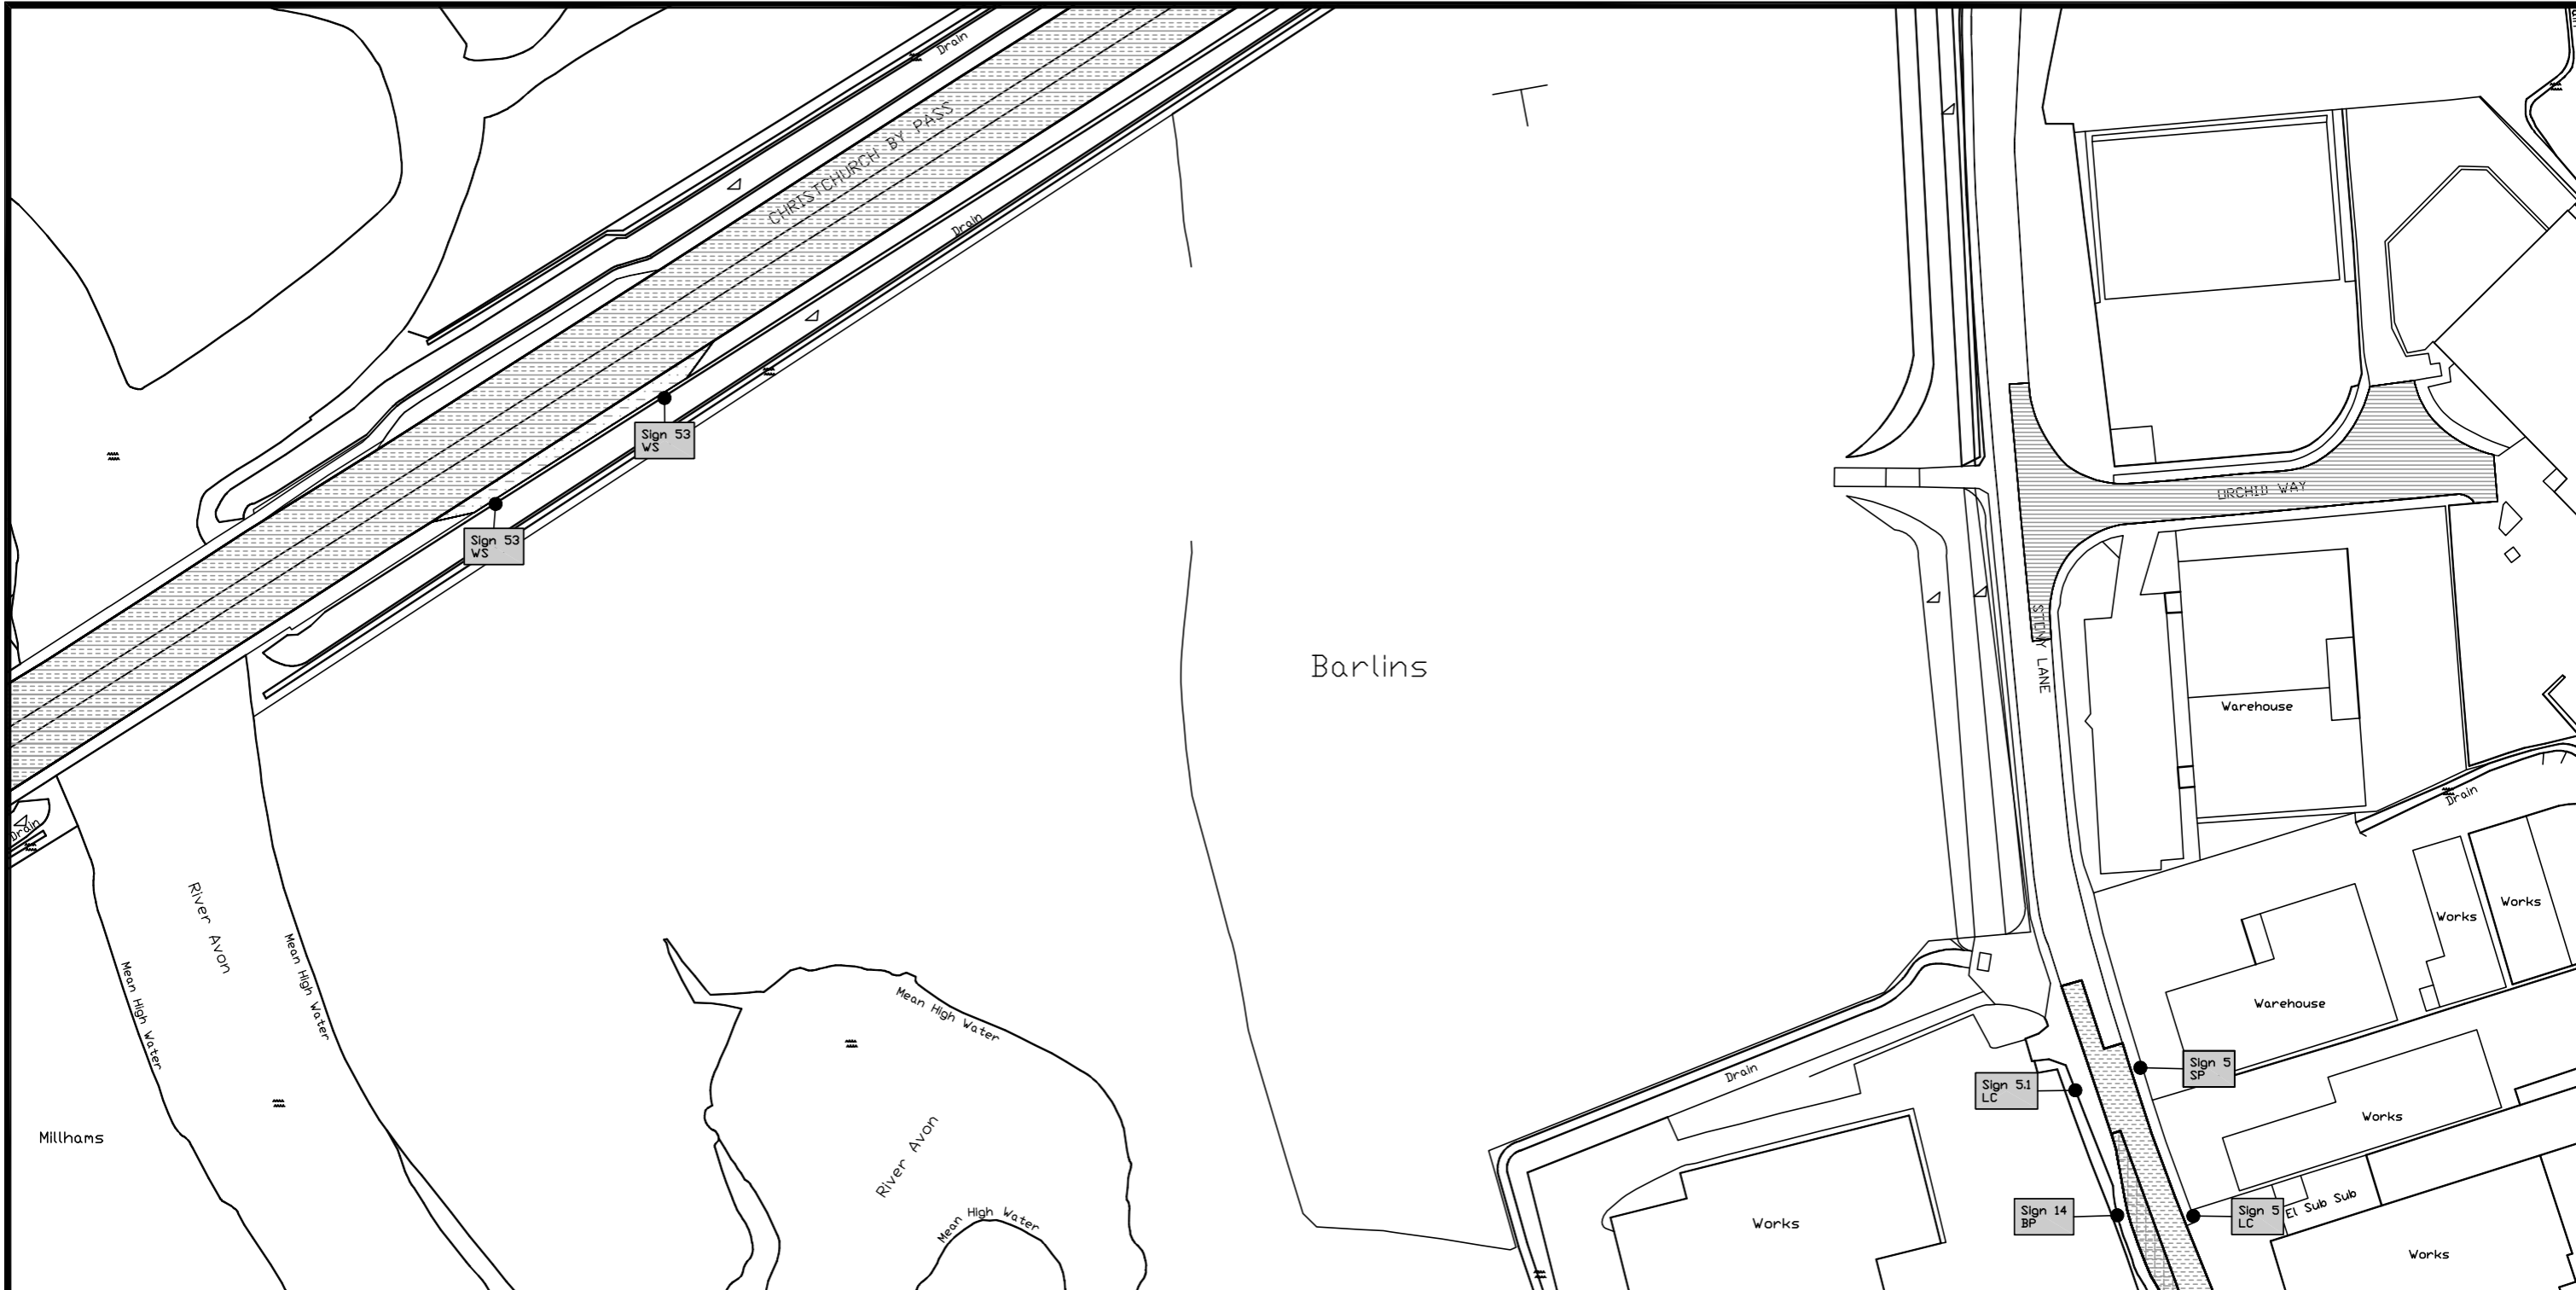 Drain
CHRISTCHURCH BY PASS
Drain
Sign 53
WS
Sign 53
WS
ORCHID WAY
STONY LANE
Barlins
Warehouse
Drain
Drain
River Avon
Mean High Water
Mean High Water
Mean High Water
River Avon
Mean High Water
Millhams
Works
Works
Warehouse
Sign 5
SP
Sign 5.1
LC
Drain
Works
Sign 14
BP
Sign 5
LC
El Sub Sub
Works
Works